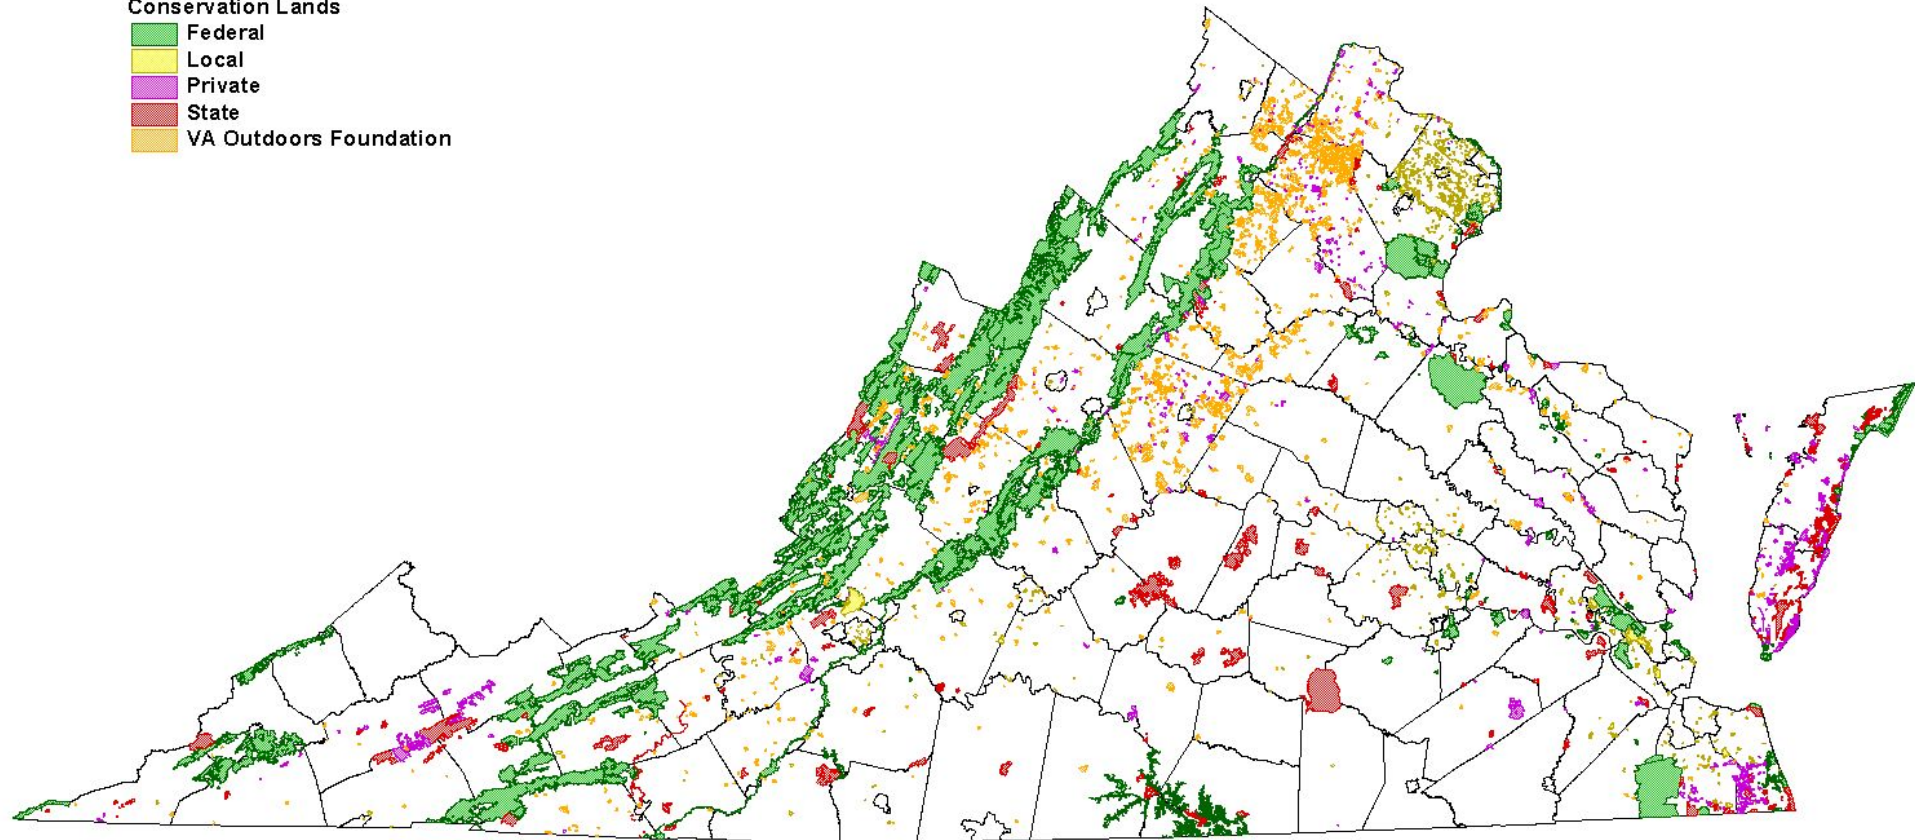 Conservation Lands
Federal
Local
Private
State
VA Outdoors Foundation